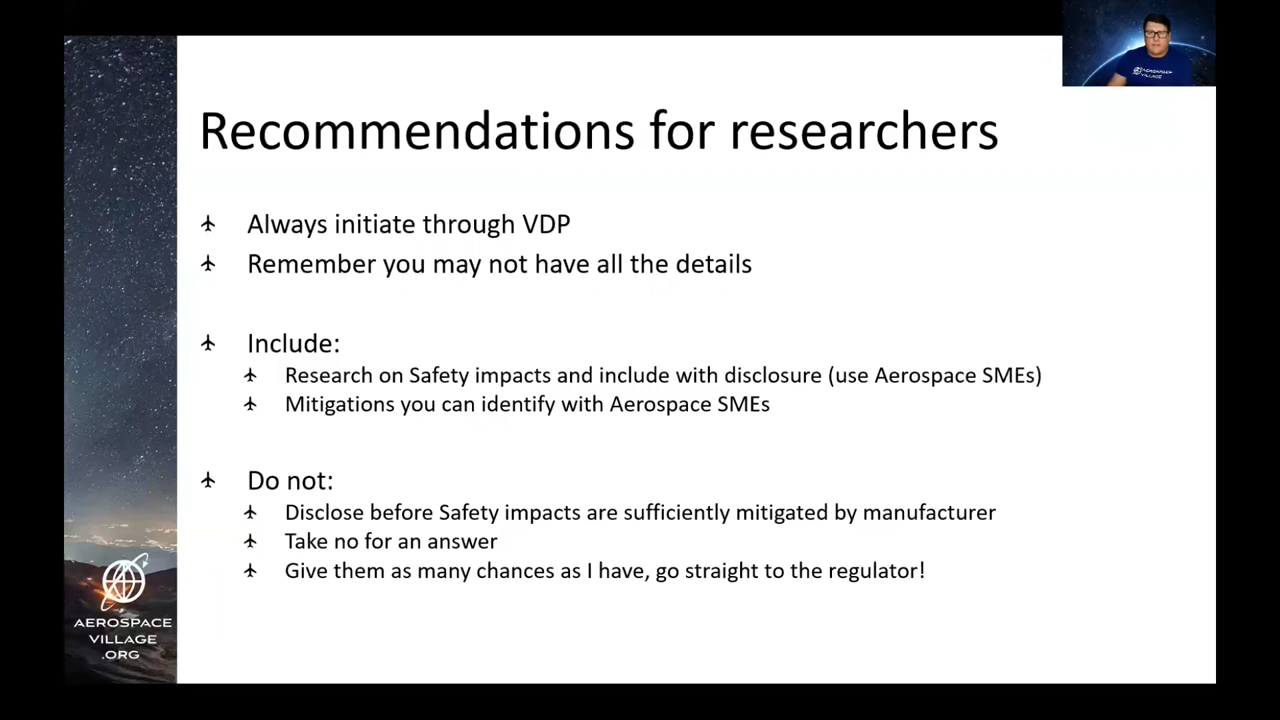 Recommendations for researchers
Always initiate through VDP
Remember you may not have all the details
Include:
Research on Safety impacts and include with disclosure (use Aerospace SMEs)
Mitigations you can identify with Aerospace SMEs
Do not:
Disclose before Safety impacts are sufficiently mitigated by manufacturer
Take no for an answer
Give them as many chances as I have, go straight to the regulator!
AEROSPACE
VILLAGE
.ORG
AEROSPACE
VILLAGE